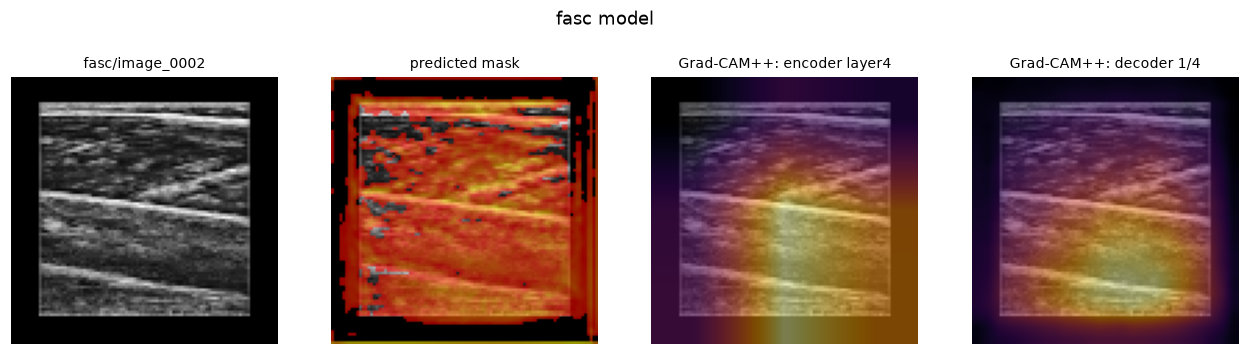 fasc model
fasc/image_0002
predicted mask
Grad-CAM++: encoder layer4
Grad-CAM++: decoder 1/4